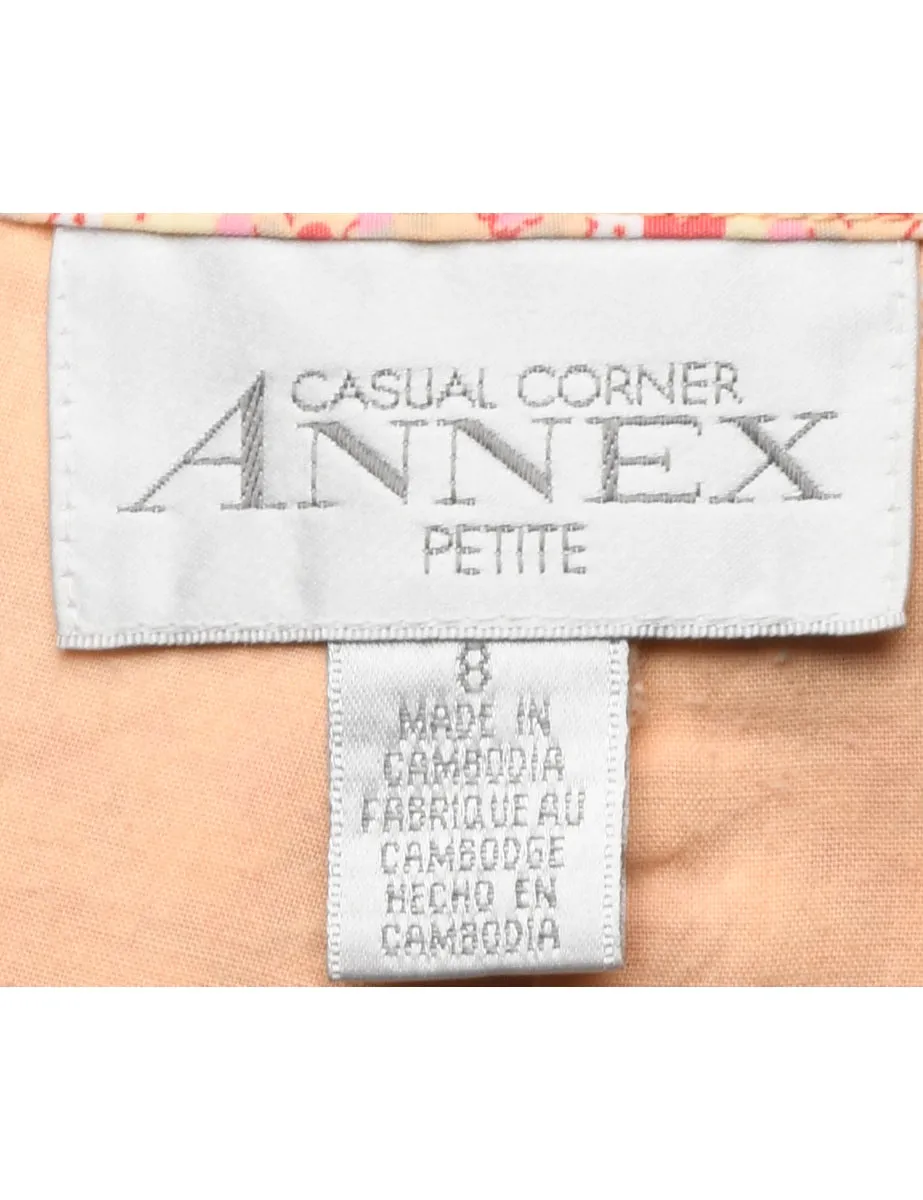 CASUAL CORNER
ANNEX
PETITE
8
MADE IN
CAMBODIA
FABRIQUE AU
CAMBODGE
HECHO EN
CAMBODIA